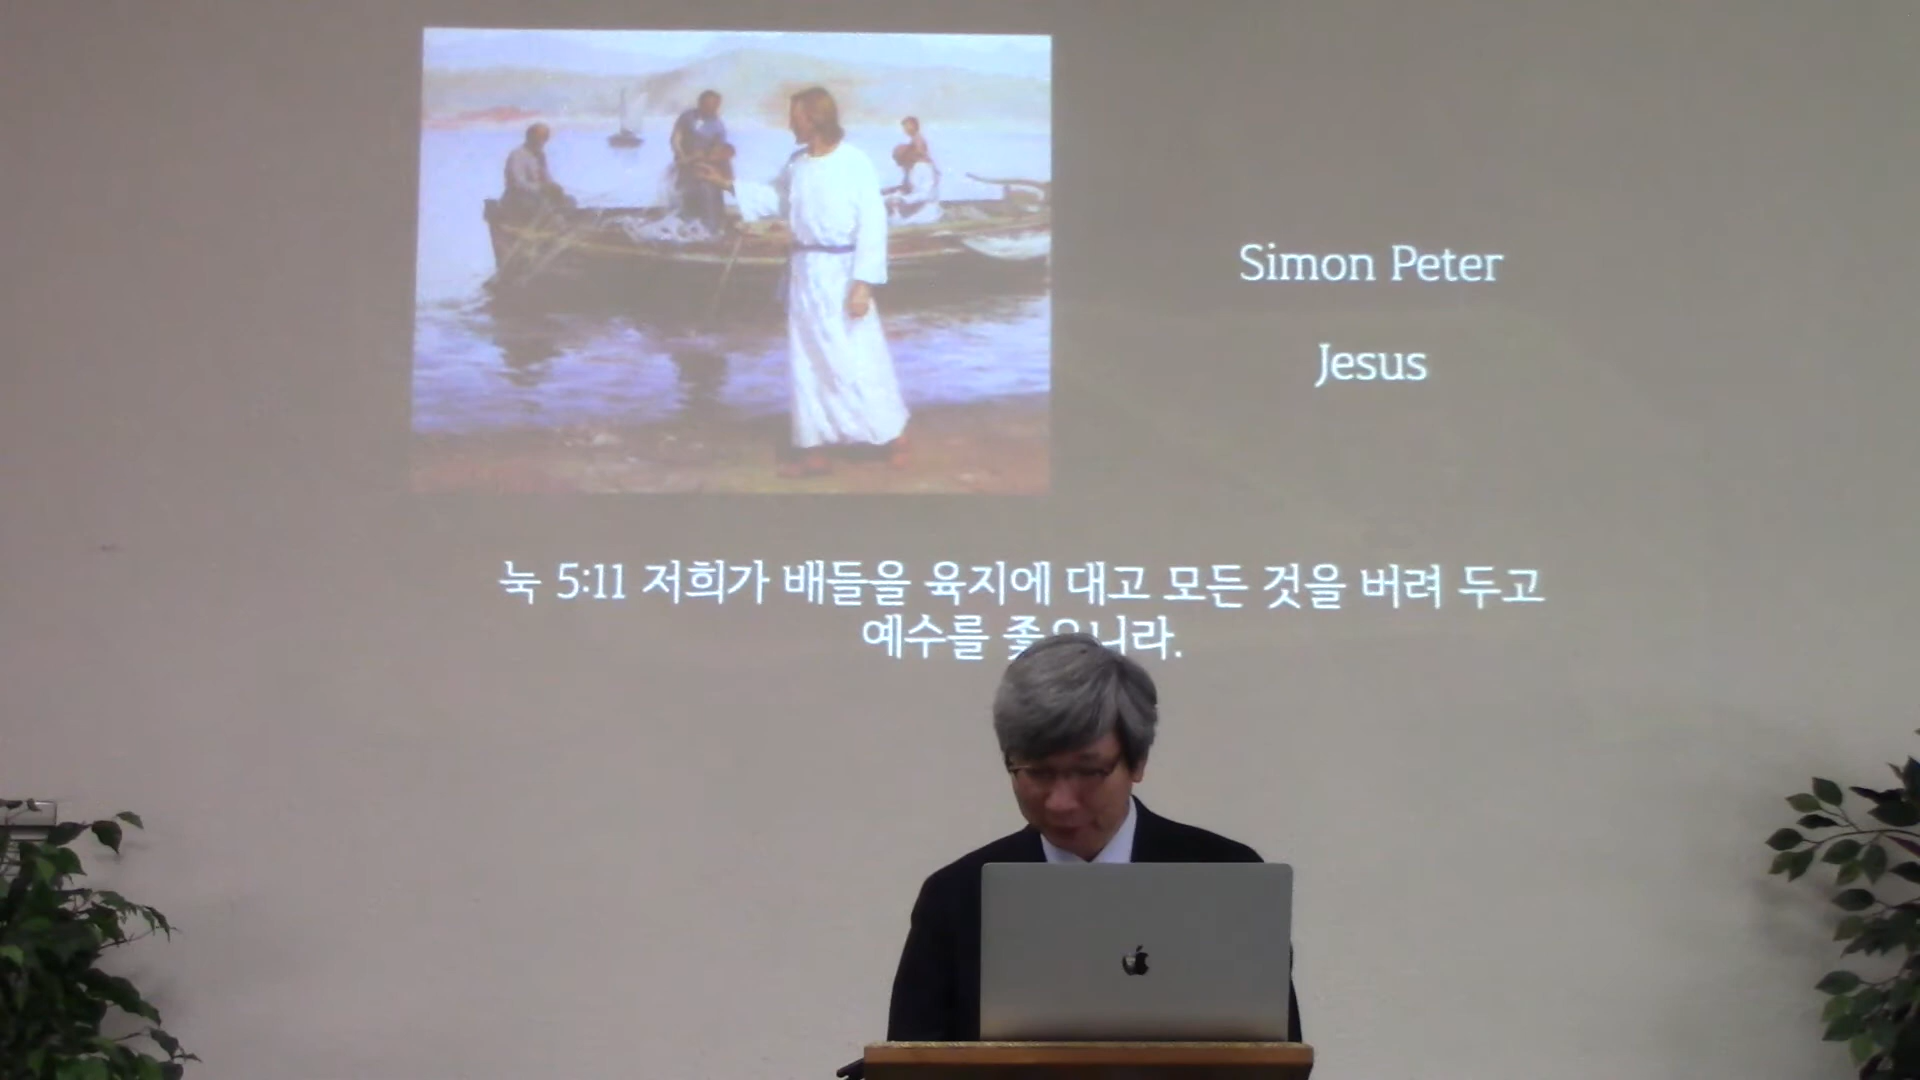 Simon Peter
Jesus
눅 5:11 저희가 배들을 육지에 대고 모든 것을 버려 두고
예수를